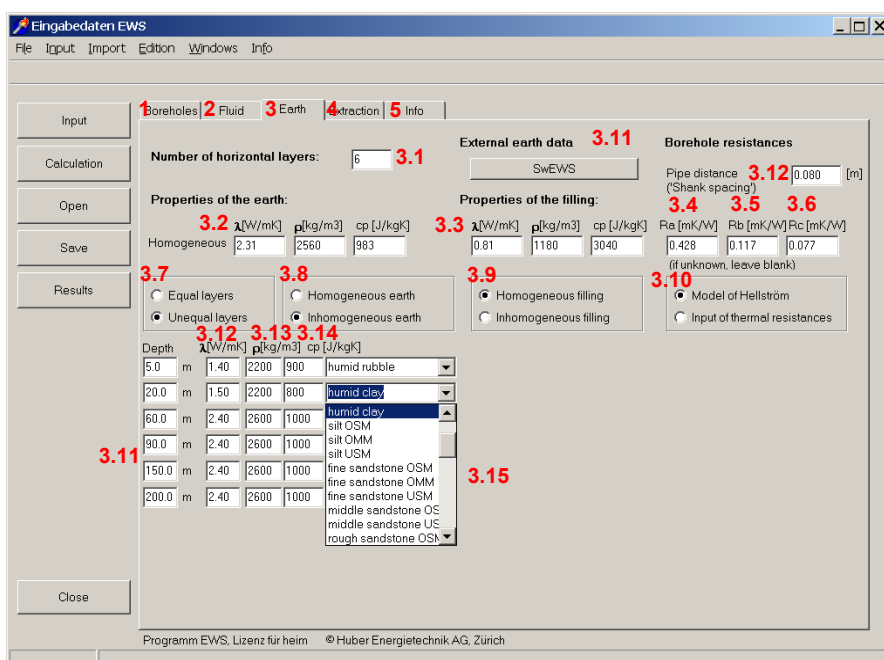 Eingabedaten EWS
File Input Import Edition Windows Info
1 Boreholes 2 Fluid 3 Earth 4 Extraction 5 Info
Input
Calculation
Open
Save
Results
Close
Number of horizontal layers: 6 3.1
External earth data 3.11
SwEWS
Borehole resistances
Pipe distance 3.12 0.080 [m]
('Shank spacing')
Properties of the earth:
Properties of the filling:
3.2 λ[W/mK] ρ[kg/m3] cp [J/kgK]
Homogeneous 2.31 2560 983
3.3 λ[W/mK] ρ[kg/m3] cp [J/kgK]
0.81 1180 3040
3.4 3.5 3.6
Ra [mK/W] Rb [mK/W] Rc [mK/W]
0.428 0.117 0.077
(if unknown, leave blank)
3.7
Equal layers
Unequal layers
3.8
Homogeneous earth
Inhomogeneous earth
3.9
Homogeneous filling
Inhomogeneous filling
3.10
Model of Hellström
Input of thermal resistances
3.12 3.13 3.14
Depth λ[W/mK] ρ[kg/m3] cp [J/kgK]
5.0 m 1.40 2200 900 humid rubble
20.0 m 1.50 2200 800 humid clay
60.0 m 2.40 2600 1000
90.0 m 2.40 2600 1000
150.0 m 2.40 2600 1000
200.0 m 2.40 2600 1000
3.11
humid clay
silt OSM
silt OMM
silt USM
fine sandstone OSM
fine sandstone OMM
fine sandstone USM
middle sandstone OS
middle sandstone US
rough sandstone OSM
3.15
Programm EWS, Lizenz für heim © Huber Energietechnik AG, Zürich